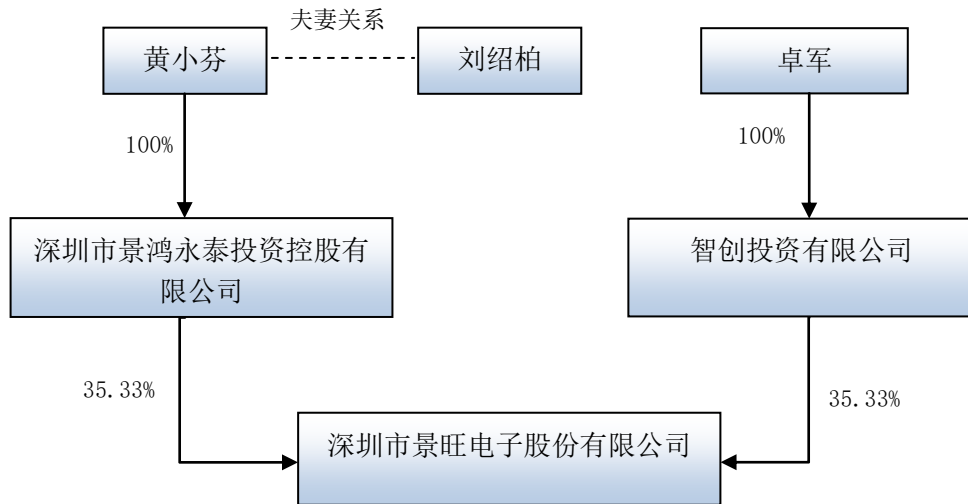 夫妻关系
黄小芬
刘绍柏
卓军
100%
100%
深圳市景鸿永泰投资控股有
限公司
智创投资有限公司
35.33%
35.33%
深圳市景旺电子股份有限公司